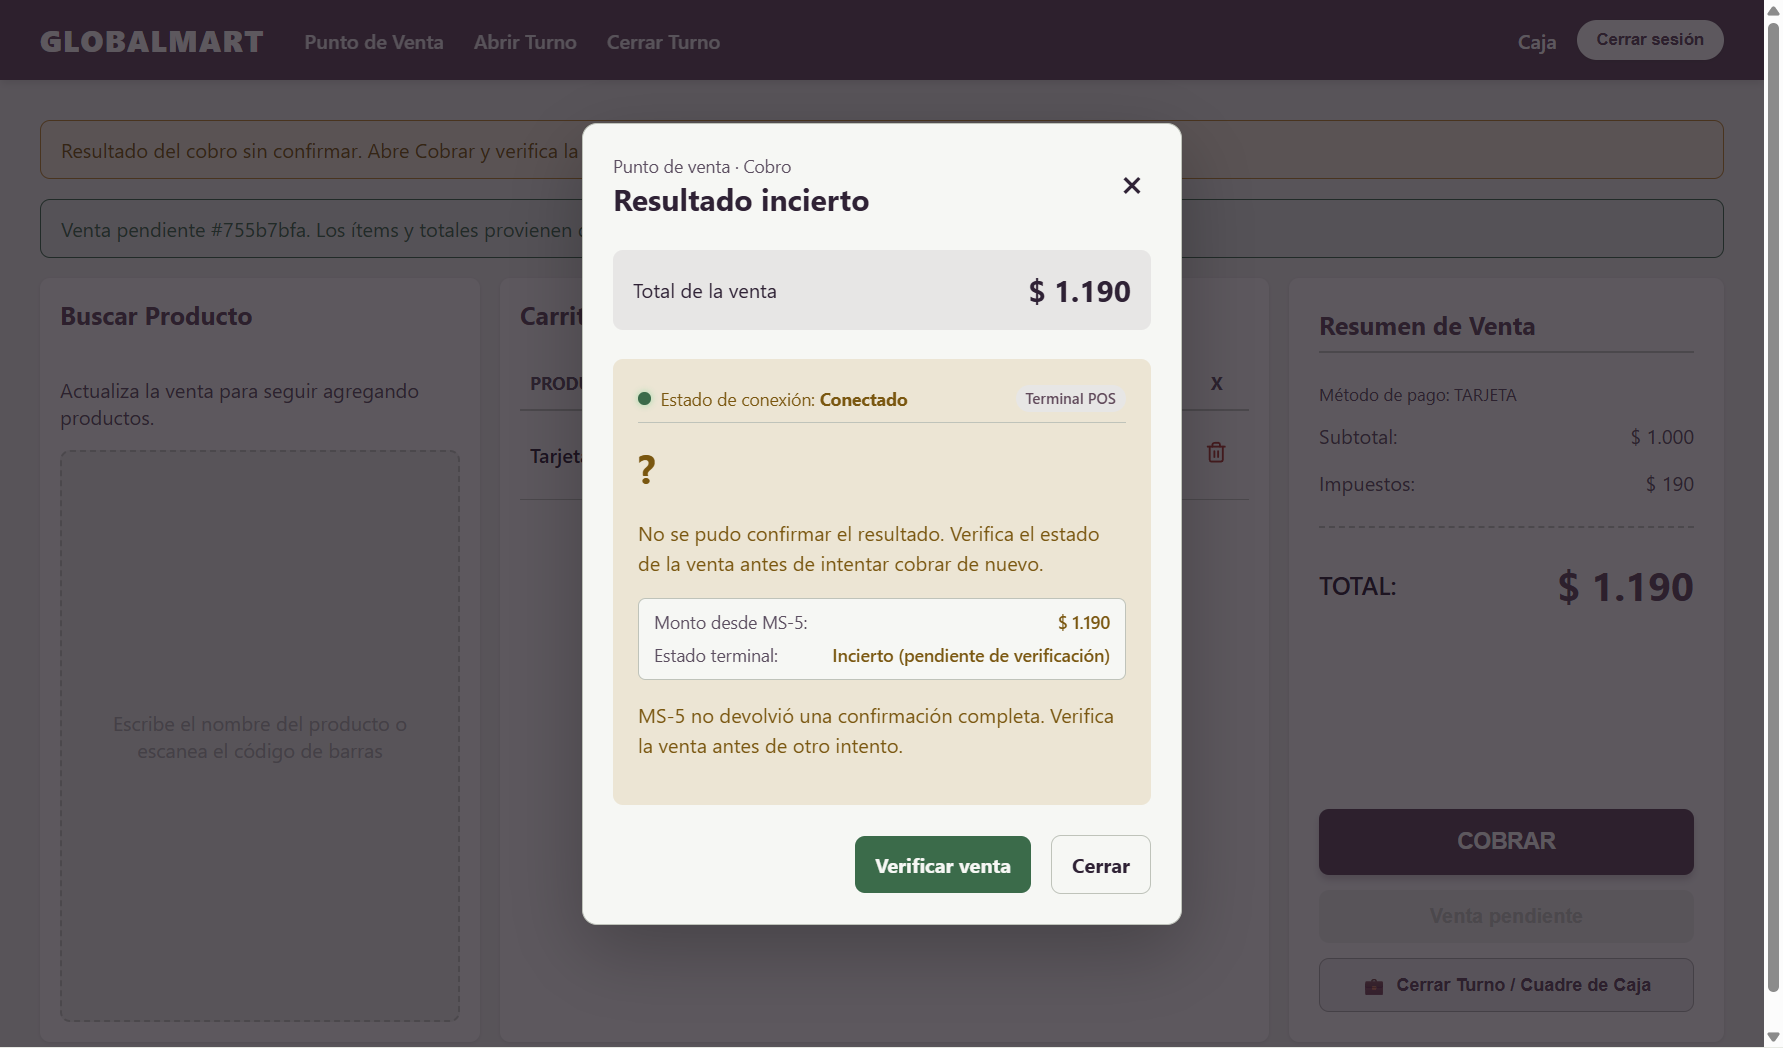 GLOBALMART
Punto de Venta
Abrir Turno
Cerrar Turno
Caja
Cerrar sesión
Resultado del cobro sin confirmar. Abre Cobrar y verifica la
Venta pendiente #755b7bfa. Los ítems y totales provienen
Buscar Producto
Actualiza la venta para seguir agregando
productos.
Escribe el nombre del producto o
escanea el código de barras
X
Punto de venta · Cobro
Resultado incierto
Total de la venta
$ 1.190
Estado de conexión: Conectado
Terminal POS
?
No se pudo confirmar el resultado. Verifica el estado
de la venta antes de intentar cobrar de nuevo.
Monto desde MS-5:
$ 1.190
Estado terminal:
Incierto (pendiente de verificación)
MS-5 no devolvió una confirmación completa. Verifica
la venta antes de otro intento.
Verificar venta
Cerrar
Resumen de Venta
Método de pago: TARJETA
Subtotal:
$ 1.000
Impuestos:
$ 190
TOTAL:
$ 1.190
COBRAR
Venta pendiente
Cerrar Turno / Cuadre de Caja